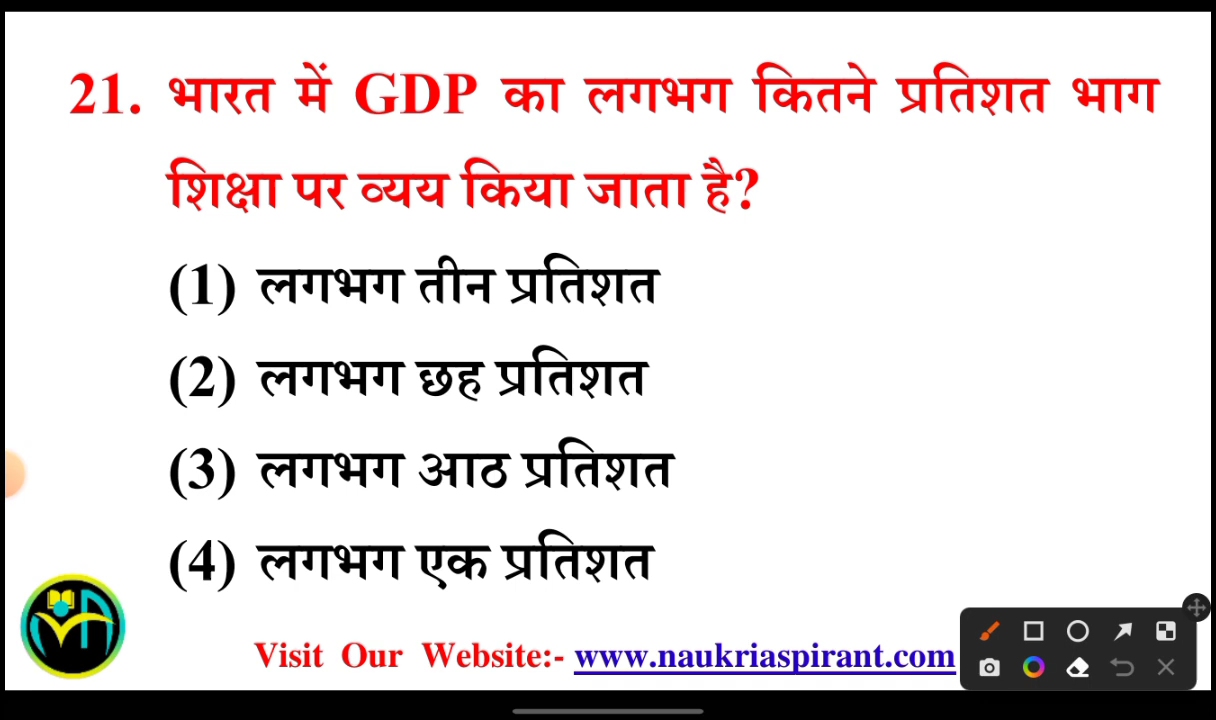 21. भारत में GDP का लगभग कितने प्रतिशत भाग
शिक्षा पर व्यय किया जाता है?
(1) लगभग तीन प्रतिशत
(2) लगभग छह प्रतिशत
(3) लगभग आठ प्रतिशत
(4) लगभग एक प्रतिशत
Visit Our Website:- www.naukriaspirant.com